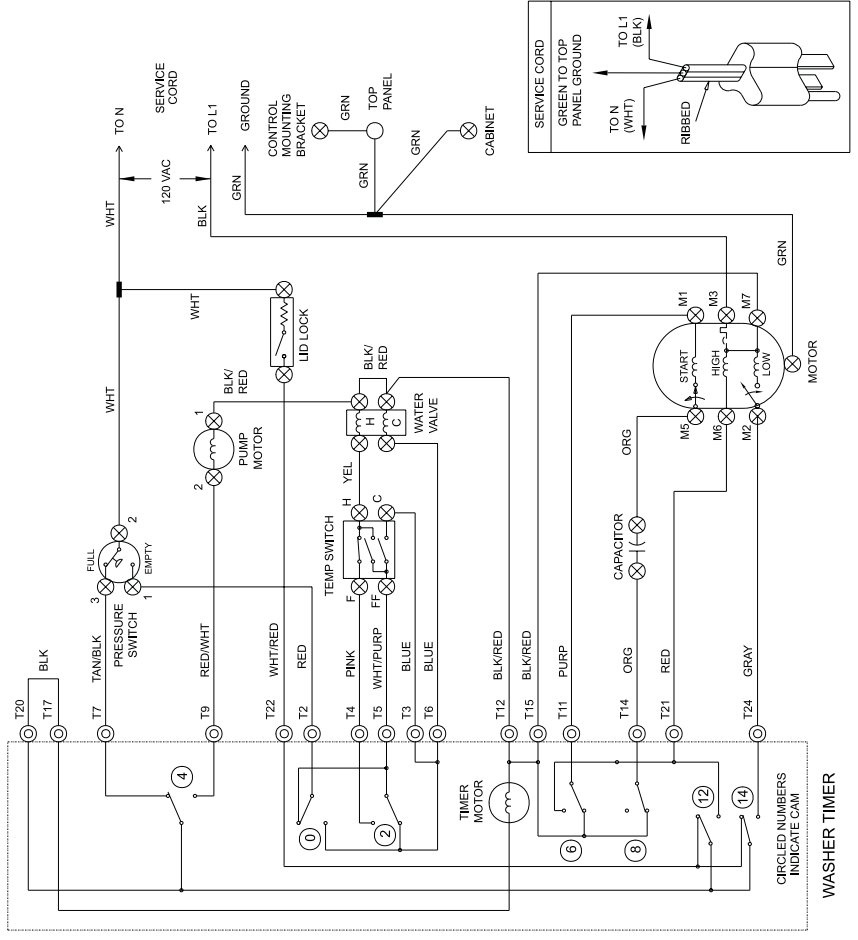 TO N
SERVICE
CORD
TO L1
GROUND
120 VAC
WHT
BLK
GRN
CONTROL
MOUNTING
BRACKET
GRN
TOP
PANEL
GRN
GRN
CABINET
SERVICE CORD
GREEN TO TOP
PANEL GROUND
TO L1
(BLK)
TO N
(WHT)
RIBBED
WHT
LID LOCK
WHT
BLK/
RED
1
PUMP
MOTOR
2
BLK/
RED
H
C
WATER
VALVE
YEL
H
C
TEMP SWITCH
F
FF
2
FULL
EMPTY
3
1
PRESSURE
SWITCH
GRN
M1
M3
M7
START
HIGH
LOW
MOTOR
M5
M6
M2
ORG
CAPACITOR
BLK
TAN/BLK
RED/WHT
WHT/RED
RED
PINK
WHT/PURP
BLUE
BLUE
BLK/RED
BLK/RED
PURP
ORG
RED
GRAY
T20
T17
T7
T9
T22
T2
T4
T5
T3
T6
T12
T15
T11
T14
T21
T24
4
0
2
TIMER
MOTOR
6
8
12
14
CIRCLED NUMBERS
INDICATE CAM
WASHER TIMER